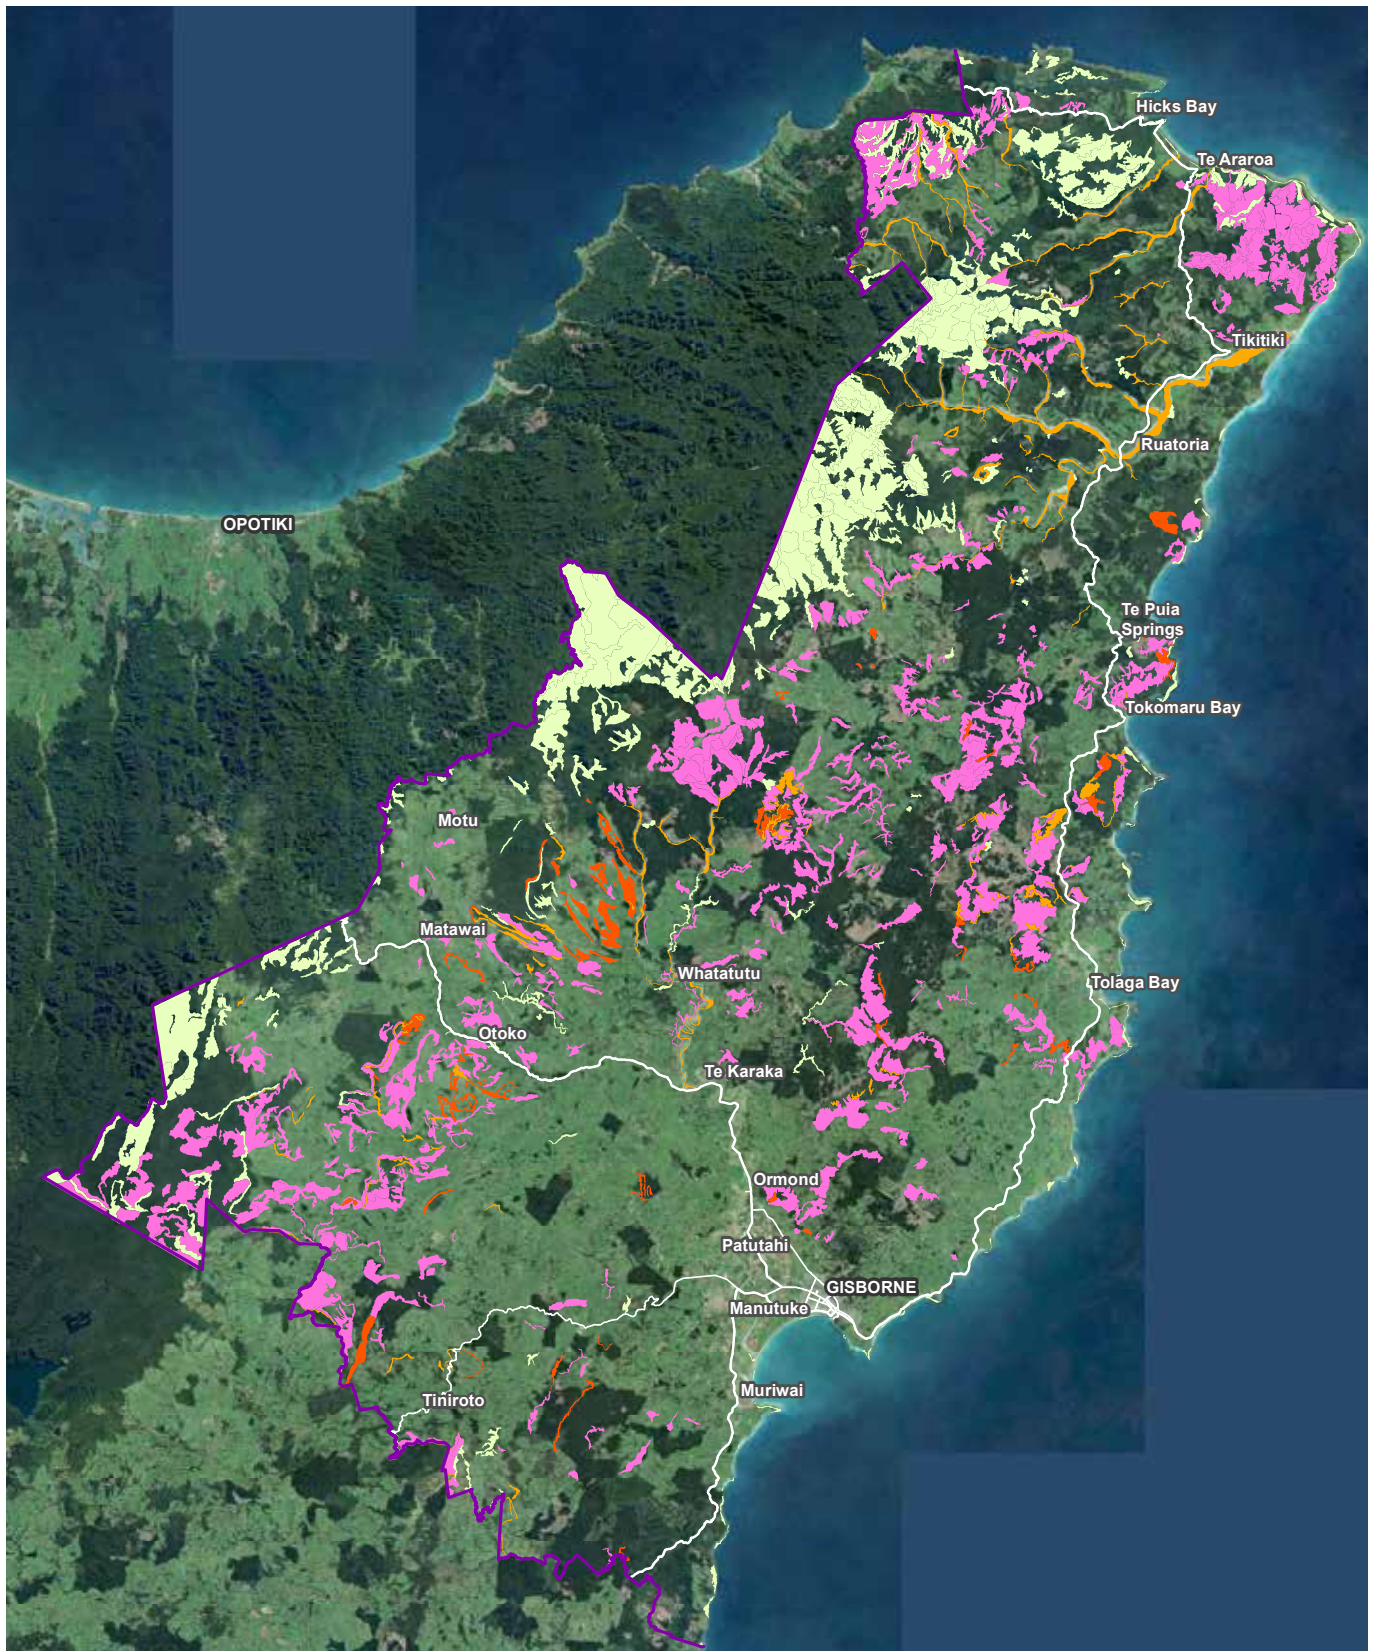 Hicks Bay
Te Araroa
Tikitiki
Ruatoria
OPOTIKI
Te Puia
Springs
Tokomaru Bay
Motu
Matawai
Whatatutu
Tolaga Bay
Otoko
Te Karaka
Ormond
Patutahi
GISBORNE
Manutuke
Muriwai
Tiniroto